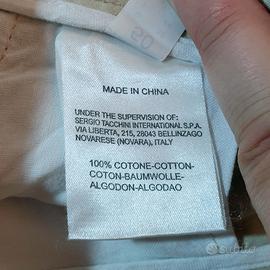 MADE IN CHINA
UNDER THE SUPERVISION OF:
SERGIO TACCHINI INTERNATIONAL S.P.A.
VIA LIBERTA, 215, 28043 BELLINZAGO
NOVARESE (NOVARA), ITALY
100% COTONE-COTTON-
COTON-BAUMWOLLE-
ALGODON-ALGODAO
subito